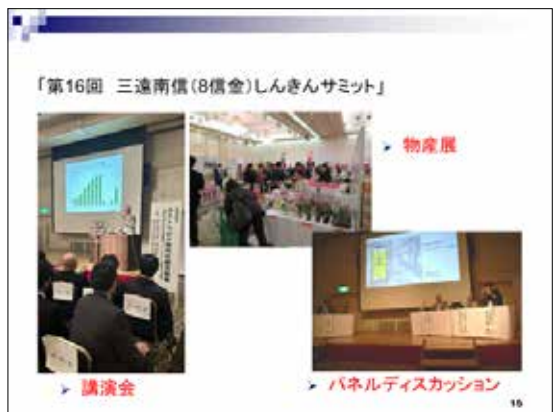 「第16回 三遠南信(8信金)しんきんサミット」
物産展
講演会
パネルディスカッション